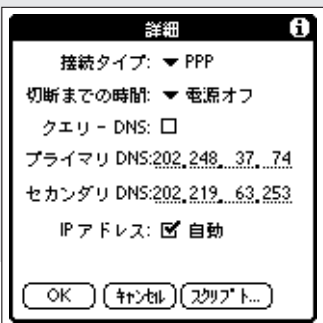 詳細
接続タイプ: ▼ PPP
切断までの時間: ▼ 電源オフ
クエリ - DNS:
プライマリ DNS:202.248.37.74
セカンダリ DNS:202.219.63.253
IPアドレス: 自動
OK キャンセル スクリプト...